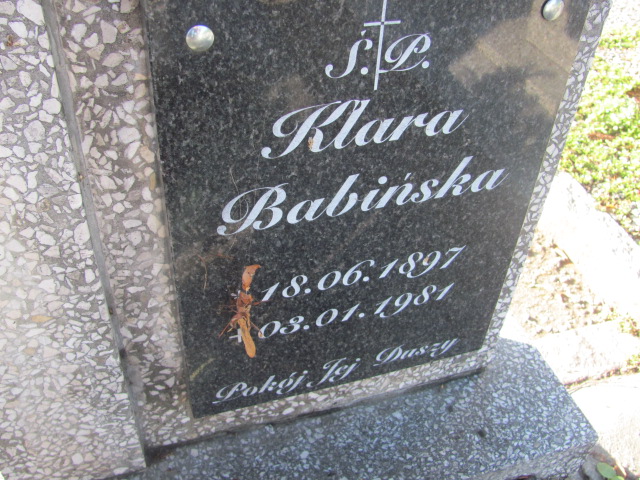 Ś.P.
Klara
Babińska
18.06.1897
03.01.1981
Pokój Jej Duszy